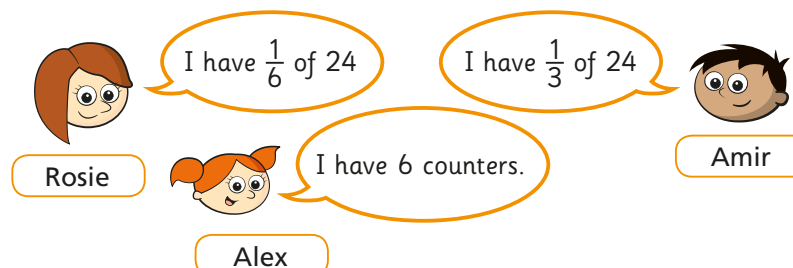 I have 1/6 of 24
I have 1/3 of 24
Rosie
Amir
I have 6 counters.
Alex